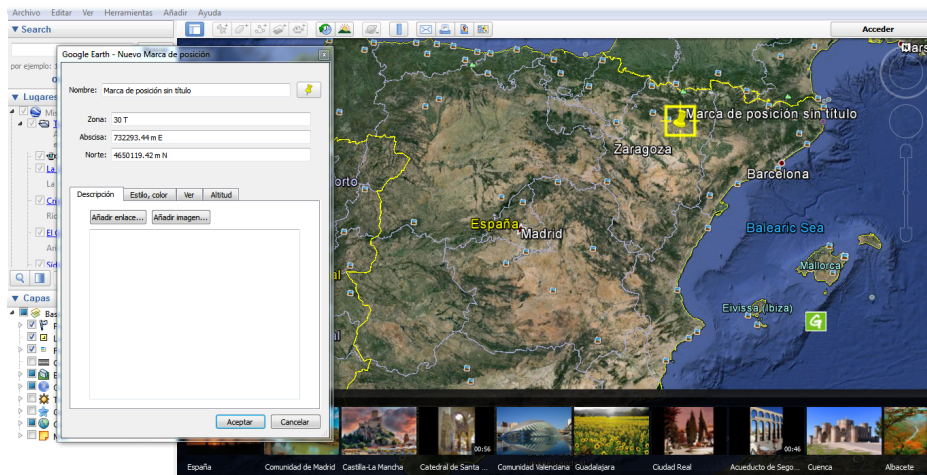 Archivo Editar Ver Herramientas Añadir Ayuda
Search
Acceder
Google Earth - Nuevo Marca de posición
por ejemplo:
Nombre: Marca de posición sin título
Lugares
Zona: 30 T
Abscisa: 732293.44 m E
Norte: 4650119.42 m N
La
La
Descripción Estilo, color Ver Altitud
Añadir enlace... Añadir imagen...
Capas
Aceptar Cancelar
Marca de posición sin título
Zaragoza
Barcelona
España
Madrid
Balearic Sea
Mallorca
Eivissa (Ibiza)
00:56
00:46
España Comunidad de Madrid Castilla-La Mancha Catedral de Santa ... Comunidad Valenciana Guadalajara Ciudad Real Acueducto de Sego... Cuenca Albacete